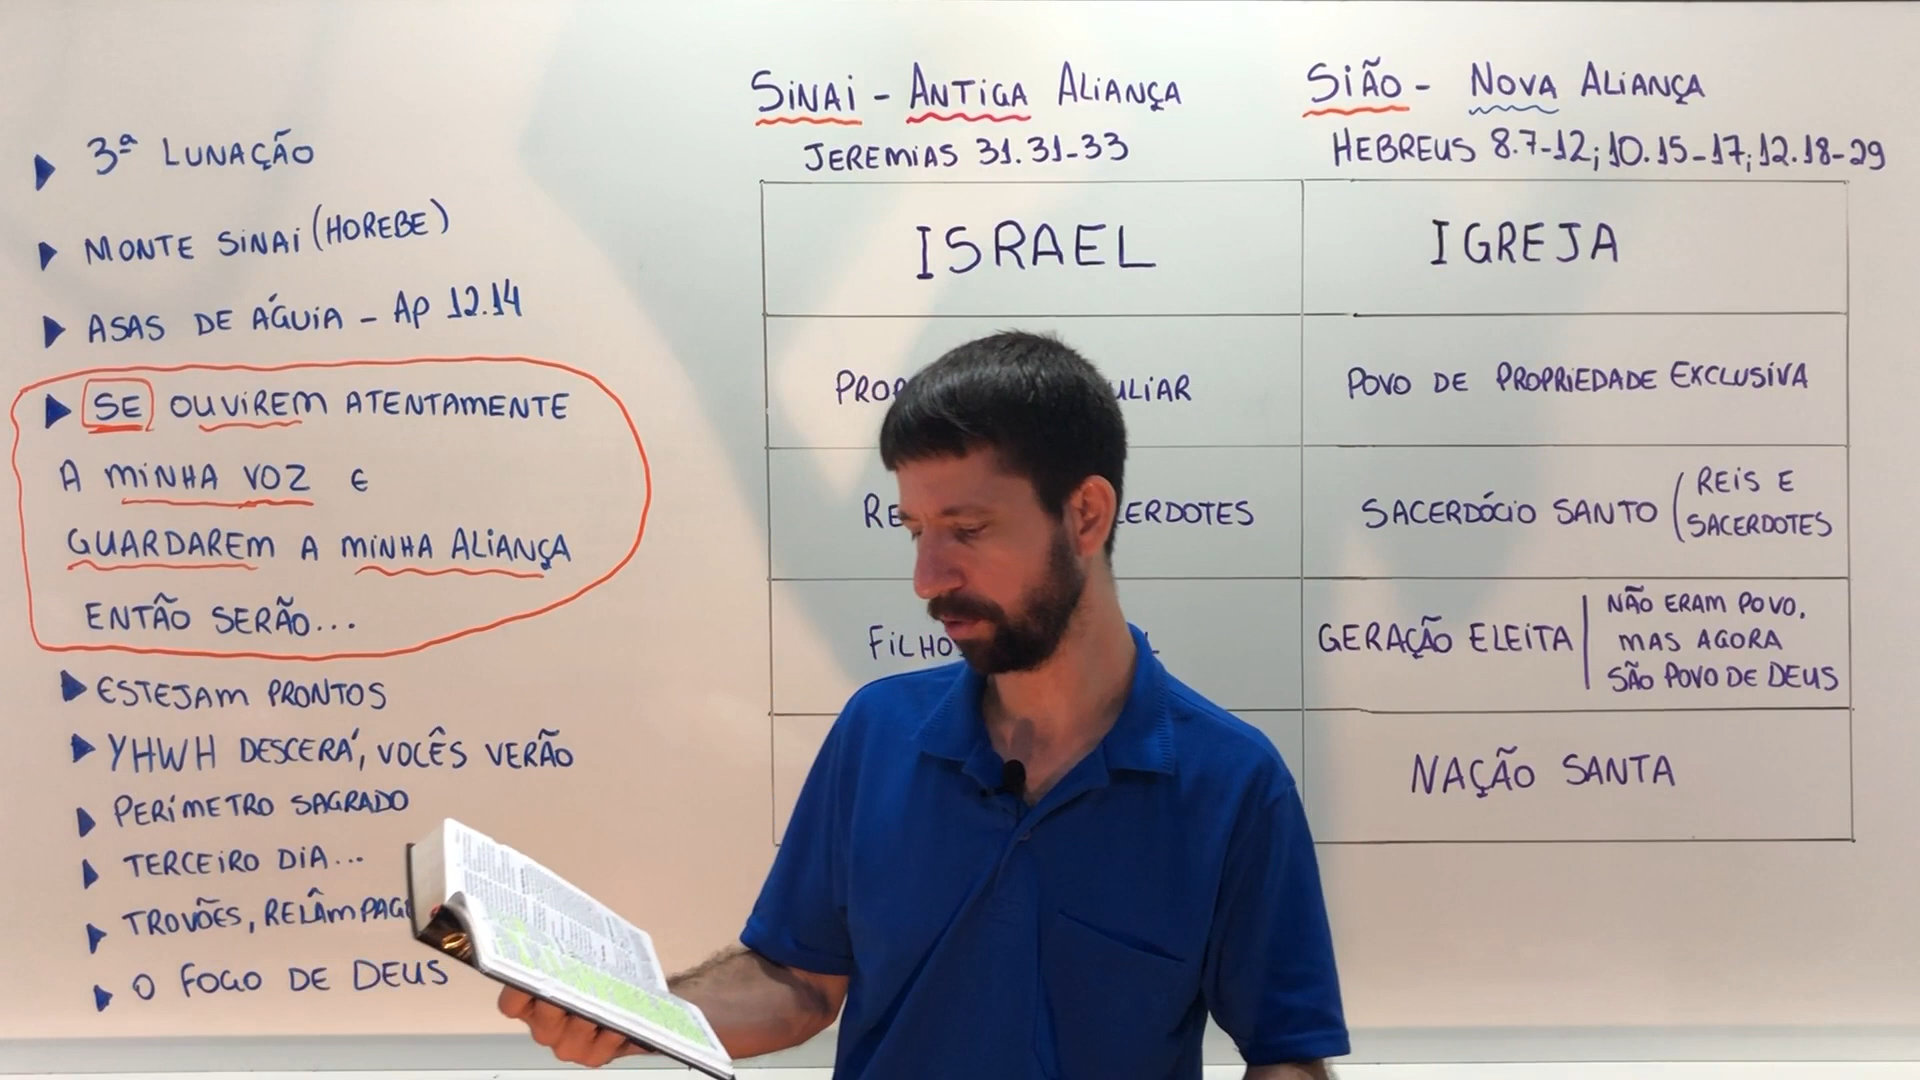 3ª LUNAÇÃO
MONTE SINAI (HOREBE)
ASAS DE ÁGUIA - AP 12.14
SE OUVIREM ATENTAMENTE
A MINHA VOZ E
GUARDAREM A MINHA ALIANÇA
ENTÃO SERÃO...
ESTEJAM PRONTOS
YHWH DESCERÁ, VOCÊS VERÃO
PERÍMETRO SAGRADO
TERCEIRO DIA...
TROVÕES,
O FOGO DE DEUS
SINAI - ANTIGA ALIANÇA
JEREMIAS 31.31-33
ISRAEL
SIÃO - NOVA ALIANÇA
HEBREUS 8.7-12; 10.15-17; 12.18-29
IGREJA
POVO DE PROPRIEDADE EXCLUSIVA
SACERDÓCIO SANTO (REIS E
SACERDOTES
GERAÇÃO ELEITA
NÃO ERAM POVO,
MAS AGORA
SÃO POVO DE DEUS
NAÇÃO SANTA